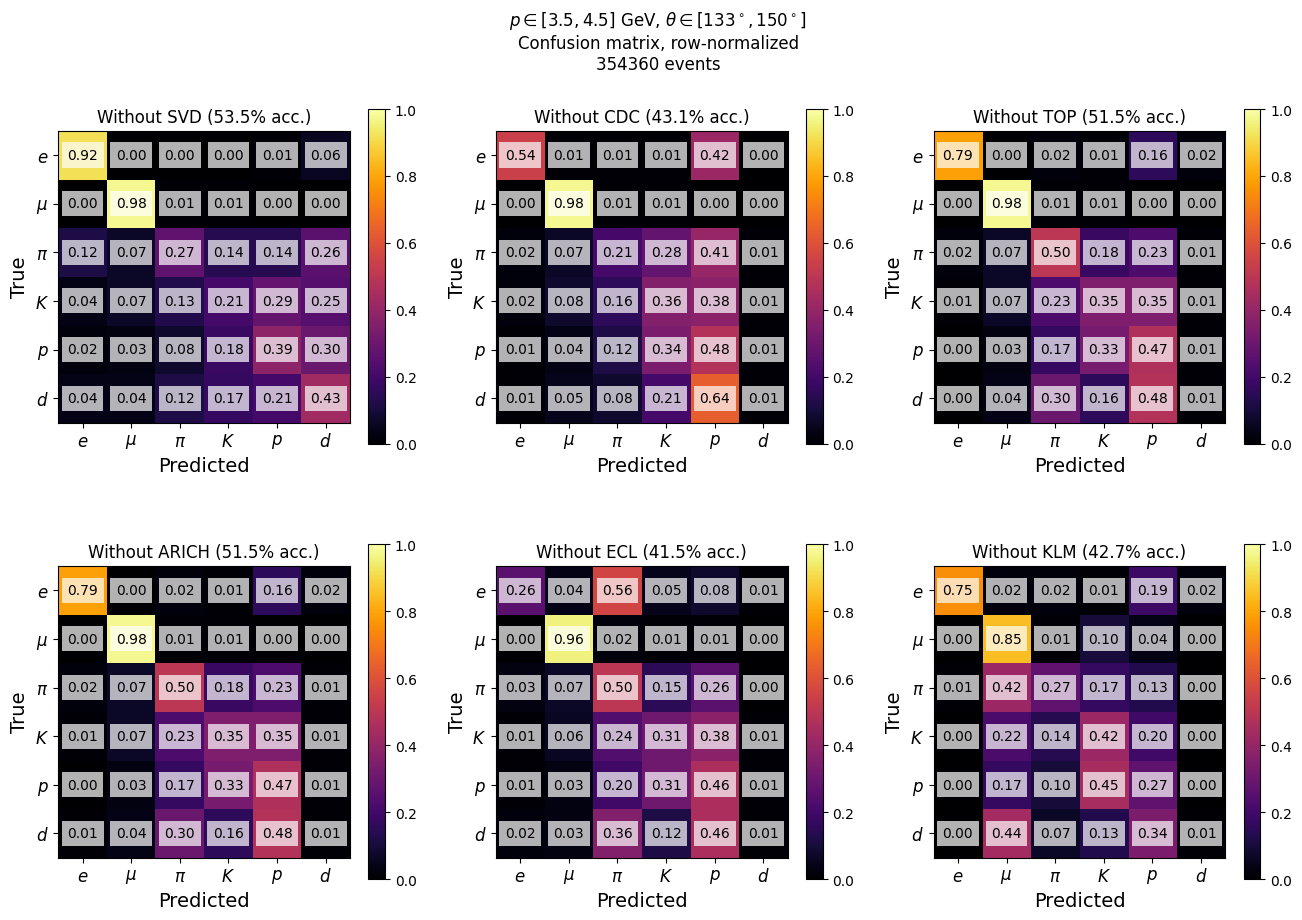 p ∈ [3.5, 4.5] GeV, θ ∈ [133°, 150°]
Confusion matrix, row-normalized
354360 events
Without SVD (53.5% acc.)
True
e 0.92 0.00 0.00 0.00 0.01 0.06
μ 0.00 0.98 0.01 0.01 0.00 0.00
π 0.12 0.07 0.27 0.14 0.14 0.26
K 0.04 0.07 0.13 0.21 0.29 0.25
p 0.02 0.03 0.08 0.18 0.39 0.30
d 0.04 0.04 0.12 0.17 0.21 0.43
e μ π K p d
Predicted
1.0
0.8
0.6
0.4
0.2
0.0
Without CDC (43.1% acc.)
True
e 0.54 0.01 0.01 0.01 0.42 0.00
μ 0.00 0.98 0.01 0.01 0.00 0.00
π 0.02 0.07 0.21 0.28 0.41 0.01
K 0.02 0.08 0.16 0.36 0.38 0.01
p 0.01 0.04 0.12 0.34 0.48 0.01
d 0.01 0.05 0.08 0.21 0.64 0.01
e μ π K p d
Predicted
1.0
0.8
0.6
0.4
0.2
0.0
Without TOP (51.5% acc.)
True
e 0.79 0.00 0.02 0.01 0.16 0.02
μ 0.00 0.98 0.01 0.01 0.00 0.00
π 0.02 0.07 0.50 0.18 0.23 0.01
K 0.01 0.07 0.23 0.35 0.35 0.01
p 0.00 0.03 0.17 0.33 0.47 0.01
d 0.00 0.04 0.30 0.16 0.48 0.01
e μ π K p d
Predicted
1.0
0.8
0.6
0.4
0.2
0.0
Without ARICH (51.5% acc.)
True
e 0.79 0.00 0.02 0.01 0.16 0.02
μ 0.00 0.98 0.01 0.01 0.00 0.00
π 0.02 0.07 0.50 0.18 0.23 0.01
K 0.01 0.07 0.23 0.35 0.35 0.01
p 0.00 0.03 0.17 0.33 0.47 0.01
d 0.01 0.04 0.30 0.16 0.48 0.01
e μ π K p d
Predicted
1.0
0.8
0.6
0.4
0.2
0.0
Without ECL (41.5% acc.)
True
e 0.26 0.04 0.56 0.05 0.08 0.01
μ 0.00 0.96 0.02 0.01 0.01 0.00
π 0.03 0.07 0.50 0.15 0.26 0.00
K 0.01 0.06 0.24 0.31 0.38 0.01
p 0.01 0.03 0.20 0.31 0.46 0.01
d 0.02 0.03 0.36 0.12 0.46 0.01
e μ π K p d
Predicted
1.0
0.8
0.6
0.4
0.2
0.0
Without KLM (42.7% acc.)
True
e 0.75 0.02 0.02 0.01 0.19 0.00
μ 0.00 0.85 0.01 0.10 0.04 0.00
π 0.01 0.42 0.27 0.17 0.13 0.00
K 0.00 0.22 0.14 0.42 0.20 0.00
p 0.00 0.17 0.10 0.45 0.27 0.00
d 0.00 0.44 0.07 0.13 0.34 0.01
e μ π K p d
Predicted
1.0
0.8
0.6
0.4
0.2
0.0